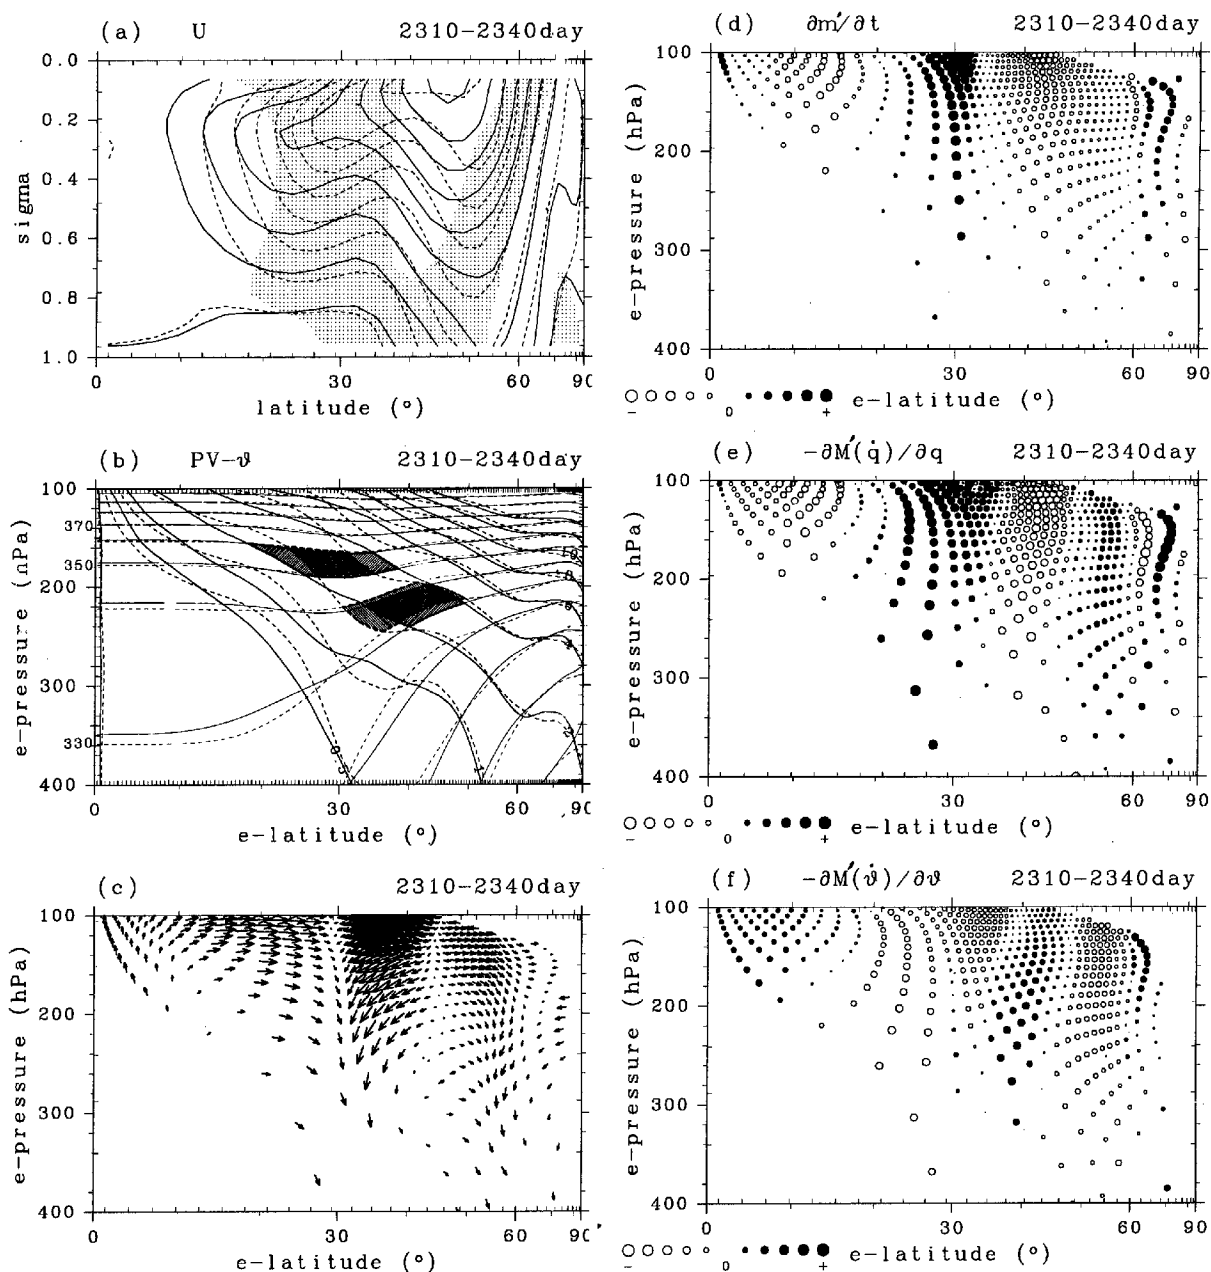 (a) U 2310-2340day
0.0
0.2
0.4
0.6
0.8
1.0
sigma
0 30 60 90
latitude (°)
(b) PV-ϑ 2310-2340day
100
370
350
200
300
330
400
e-pressure (hPa)
0 30 60 90
e-latitude (°)
(c) 2310-2340day
100
200
300
400
e-pressure (hPa)
0 30 60 90
e-latitude (°)
(d) ∂m′/∂t 2310-2340day
100
200
300
400
e-pressure (hPa)
0 30 60 90
- 0 + e-latitude (°)
(e) -∂M′(q̇)/∂q 2310-2340day
100
200
300
400
e-pressure (hPa)
0 30 60 90
- 0 + e-latitude (°)
(f) -∂M′(ϑ̇)/∂ϑ 2310-2340day
100
200
300
400
e-pressure (hPa)
0 30 60 90
- 0 + e-latitude (°)